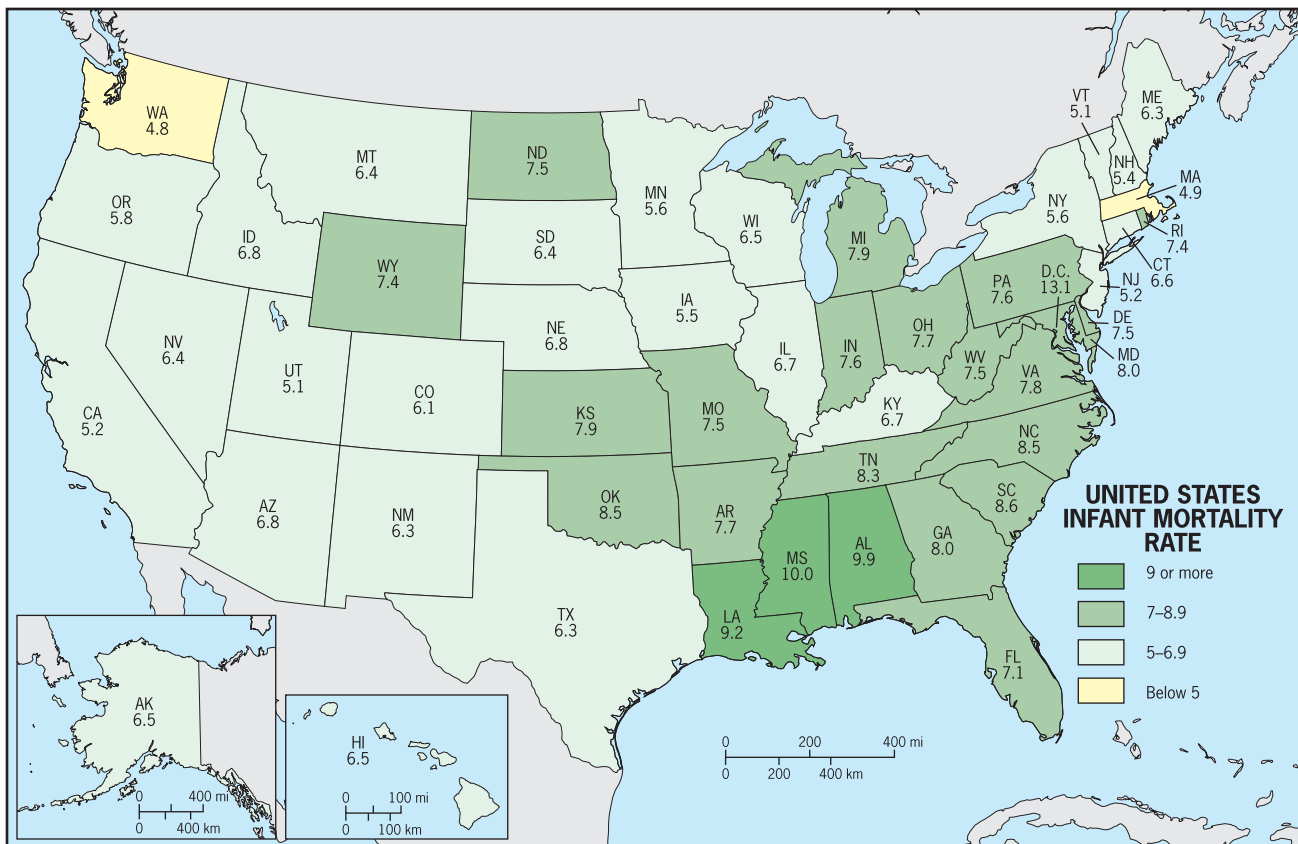 WA
4.8
MT
6.4
ND
7.5
MN
5.6
VT
5.1
ME
6.3
NH
5.4
MA
4.9
OR
5.8
ID
6.8
WY
7.4
SD
6.4
WI
6.5
MI
7.9
NY
5.6
RI
7.4
CT
6.6
NV
6.4
UT
5.1
CO
6.1
NE
6.8
IA
5.5
IL
6.7
IN
7.6
OH
7.7
PA
7.6
D.C.
13.1
NJ
5.2
DE
7.5
MD
8.0
WV
7.5
VA
7.8
CA
5.2
KS
7.9
MO
7.5
KY
6.7
NC
8.5
TN
8.3
SC
8.6
AZ
6.8
NM
6.3
OK
8.5
AR
7.7
MS
10.0
AL
9.9
GA
8.0
TX
6.3
LA
9.2
FL
7.1
AK
6.5
0 400 mi
0 400 km
HI
6.5
0 100 mi
0 100 km
0 200 400 mi
0 200 400 km
UNITED STATES
INFANT MORTALITY
RATE
9 or more
7–8.9
5–6.9
Below 5